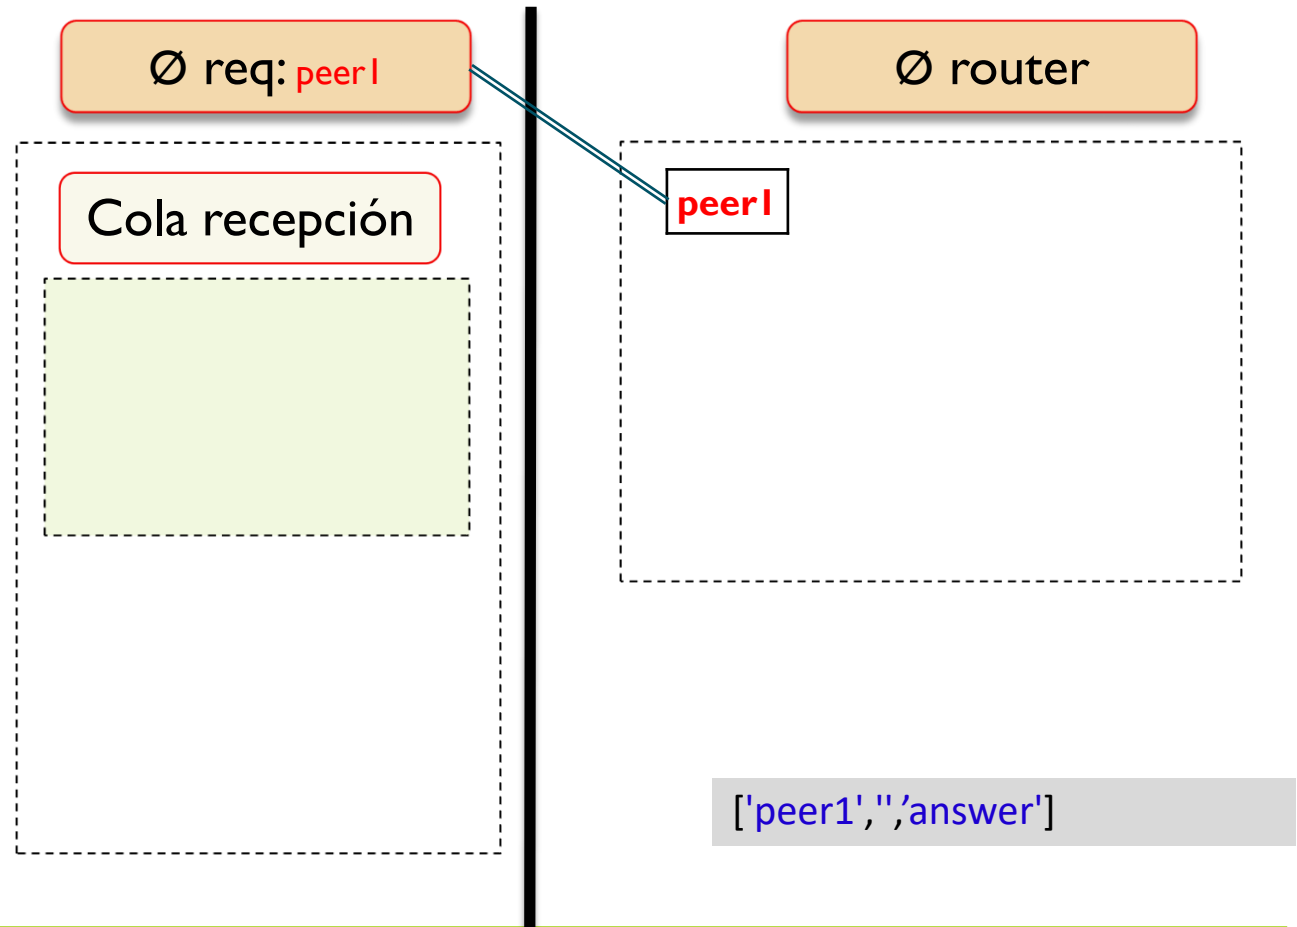 Ø req: peer1
Ø router
Cola recepción
peer1
['peer1','',’answer']